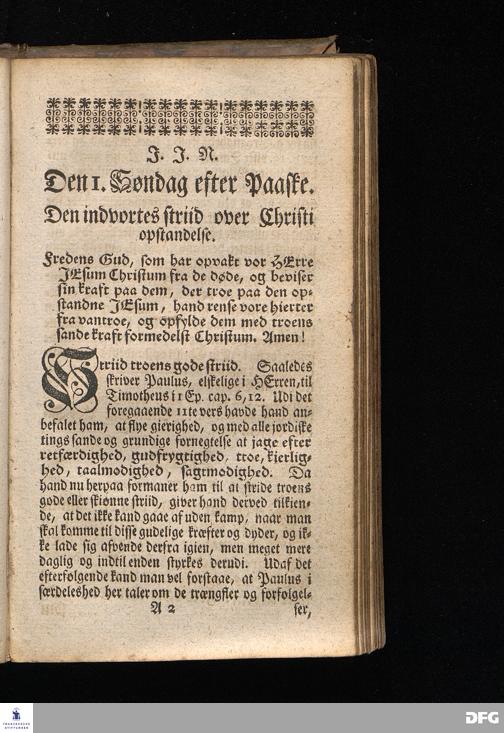 J. J. N.
Den 1. Søndag efter Paaske.
Den indvortes striid over Christi
opstandelse.
Fredens Gud, som har opvakt vor HErre
JEsum Christum fra de døde, og beviser
sin kraft paa dem, der troe paa den op-
standne JEsum, hand rense vore hierter
fra vantroe, og opfylde dem med troens
sande kraft formedelst Christum. Amen!
Striid troens gode striid. Saaledes
skriver Paulus, elskelige i HErren, til
Timotheus i 1 Ep. cap. 6, 12. Udi det
foregaaende 11te vers havde hand an-
befalet ham, at flye gierighed, og med alle jordiske
tings sande og grundige fornegtelse at jage efter
retfærdighed, gudfrygtighed, troe, kierlig-
hed, taalmodighed, sagtmodighed. Da
hand nu herpaa formaner ham til at stride troens
gode eller skiønne striid, giver hand derved tilkien-
de, at det ikke kand gaae af uden kamp, naar man
skal komme til disse gudelige kræfter og dyder, og ik-
ke lade sig afvende derfra igien, men meget mere
daglig og indtil enden styrkes derudi. Udaf det
efterfølgende kand man vel forstaae, at Paulus i
særdeleshed her taler om de trængsler og forfølgel-
A 2 ser,
FRANCKESCHE
STIFTUNGEN
DFG